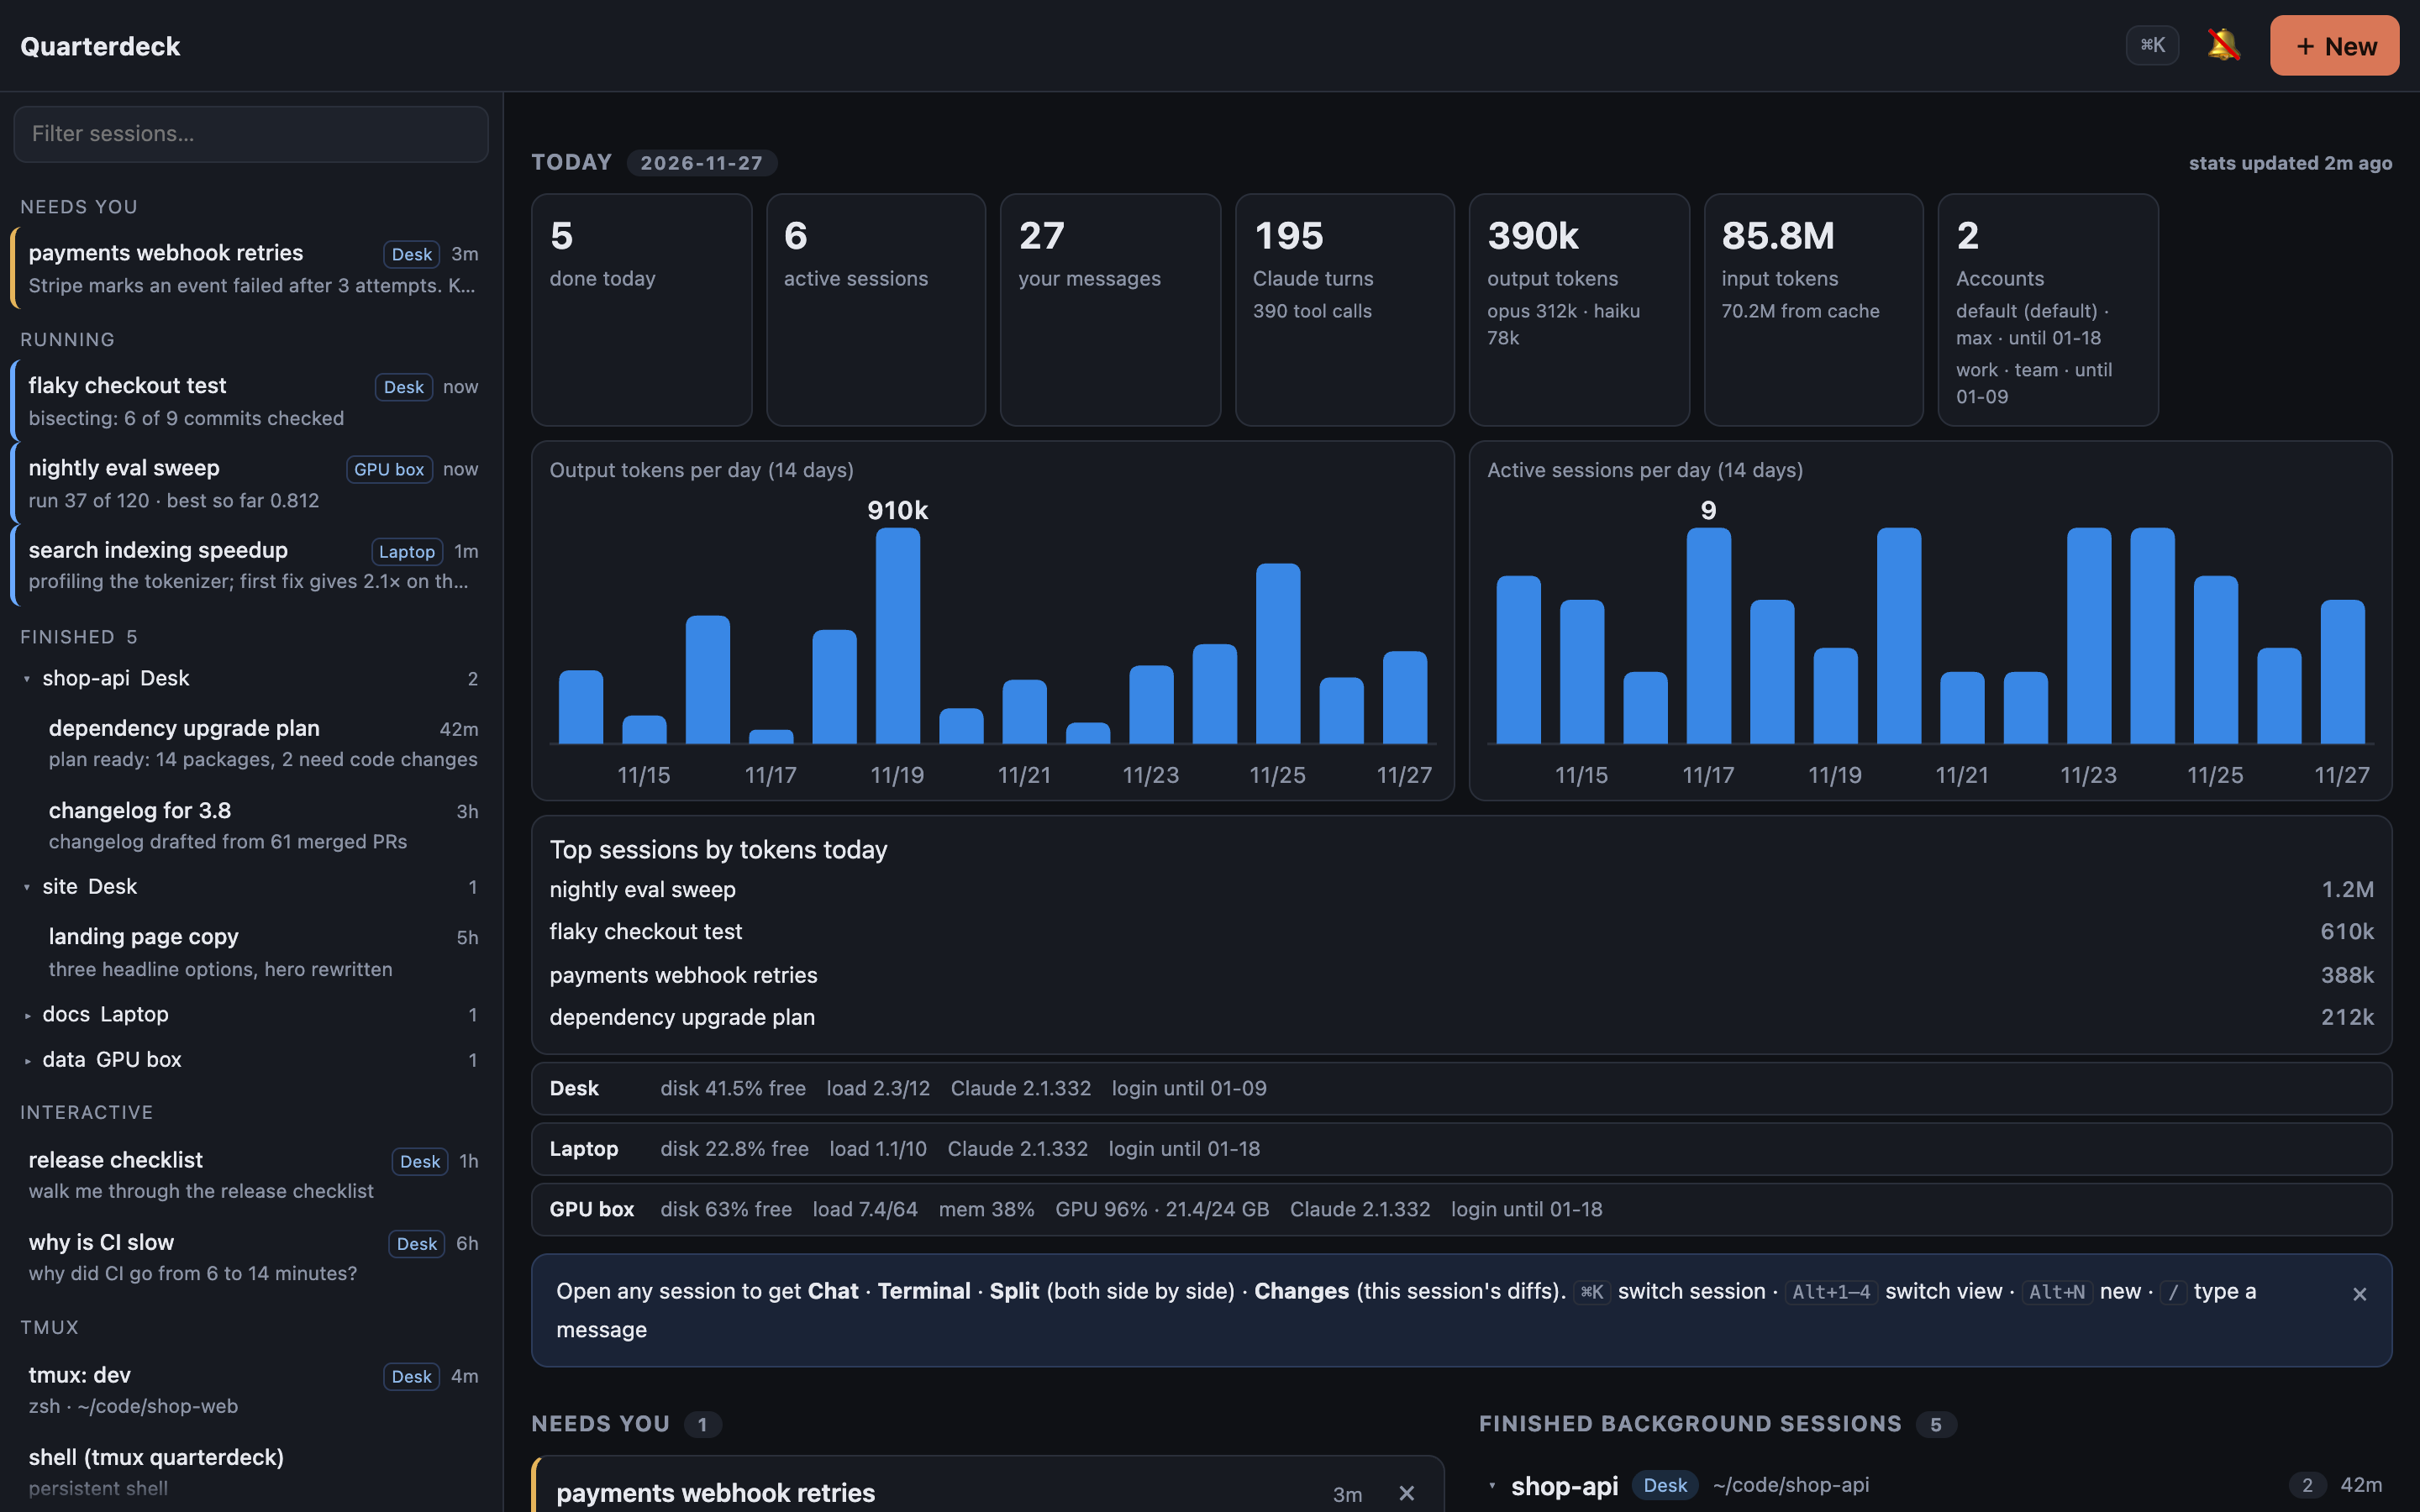 Quarterdeck
⌘K
+ New
Filter sessions...
NEEDS YOU
payments webhook retries Desk 3m
Stripe marks an event failed after 3 attempts. K...
RUNNING
flaky checkout test Desk now
bisecting: 6 of 9 commits checked
nightly eval sweep GPU box now
run 37 of 120 · best so far 0.812
search indexing speedup Laptop 1m
profiling the tokenizer; first fix gives 2.1× on th...
FINISHED 5
▾ shop-api Desk 2
dependency upgrade plan 42m
plan ready: 14 packages, 2 need code changes
changelog for 3.8 3h
changelog drafted from 61 merged PRs
▾ site Desk 1
landing page copy 5h
three headline options, hero rewritten
▸ docs Laptop 1
▸ data GPU box 1
INTERACTIVE
release checklist Desk 1h
walk me through the release checklist
why is CI slow Desk 6h
why did CI go from 6 to 14 minutes?
TMUX
tmux: dev Desk 4m
zsh · ~/code/shop-web
shell (tmux quarterdeck)
persistent shell
TODAY 2026-11-27
stats updated 2m ago
5
done today
6
active sessions
27
your messages
195
Claude turns
390 tool calls
390k
output tokens
opus 312k · haiku
78k
85.8M
input tokens
70.2M from cache
2
Accounts
default (default) ·
max · until 01-18
work · team · until
01-09
Output tokens per day (14 days)
910k
11/15 11/17 11/19 11/21 11/23 11/25 11/27
Active sessions per day (14 days)
9
11/15 11/17 11/19 11/21 11/23 11/25 11/27
Top sessions by tokens today
nightly eval sweep 1.2M
flaky checkout test 610k
payments webhook retries 388k
dependency upgrade plan 212k
Desk disk 41.5% free load 2.3/12 Claude 2.1.332 login until 01-09
Laptop disk 22.8% free load 1.1/10 Claude 2.1.332 login until 01-18
GPU box disk 63% free load 7.4/64 mem 38% GPU 96% · 21.4/24 GB Claude 2.1.332 login until 01-18
Open any session to get Chat · Terminal · Split (both side by side) · Changes (this session's diffs). ⌘K switch session · Alt+1–4 switch view · Alt+N new · / type a
message
×
NEEDS YOU 1
payments webhook retries 3m ×
FINISHED BACKGROUND SESSIONS 5
▾ shop-api Desk ~/code/shop-api 2 42m